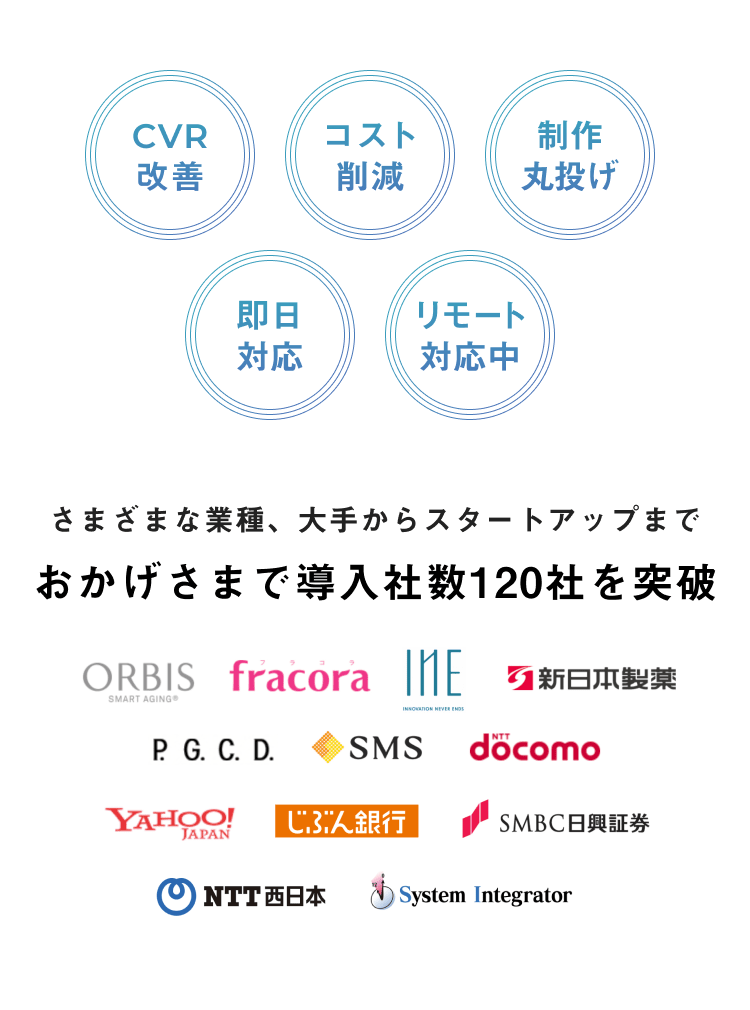 CVR
改善
コスト
削減
制作
丸投げ
即日
対応
リモート
対応中
さまざまな業種、大手からスタートアップまで
おかげさまで導入社数120社を突破
ORBIS
SMART AGING®
フラコラ
fracora
INE
INNOVATION NEVER ENDS
新日本製薬
P. G. C. D.
SMS
NTT
docomo
YAHOO!
JAPAN
じぶん銀行
SMBC日興証券
NTT西日本
System Integrator